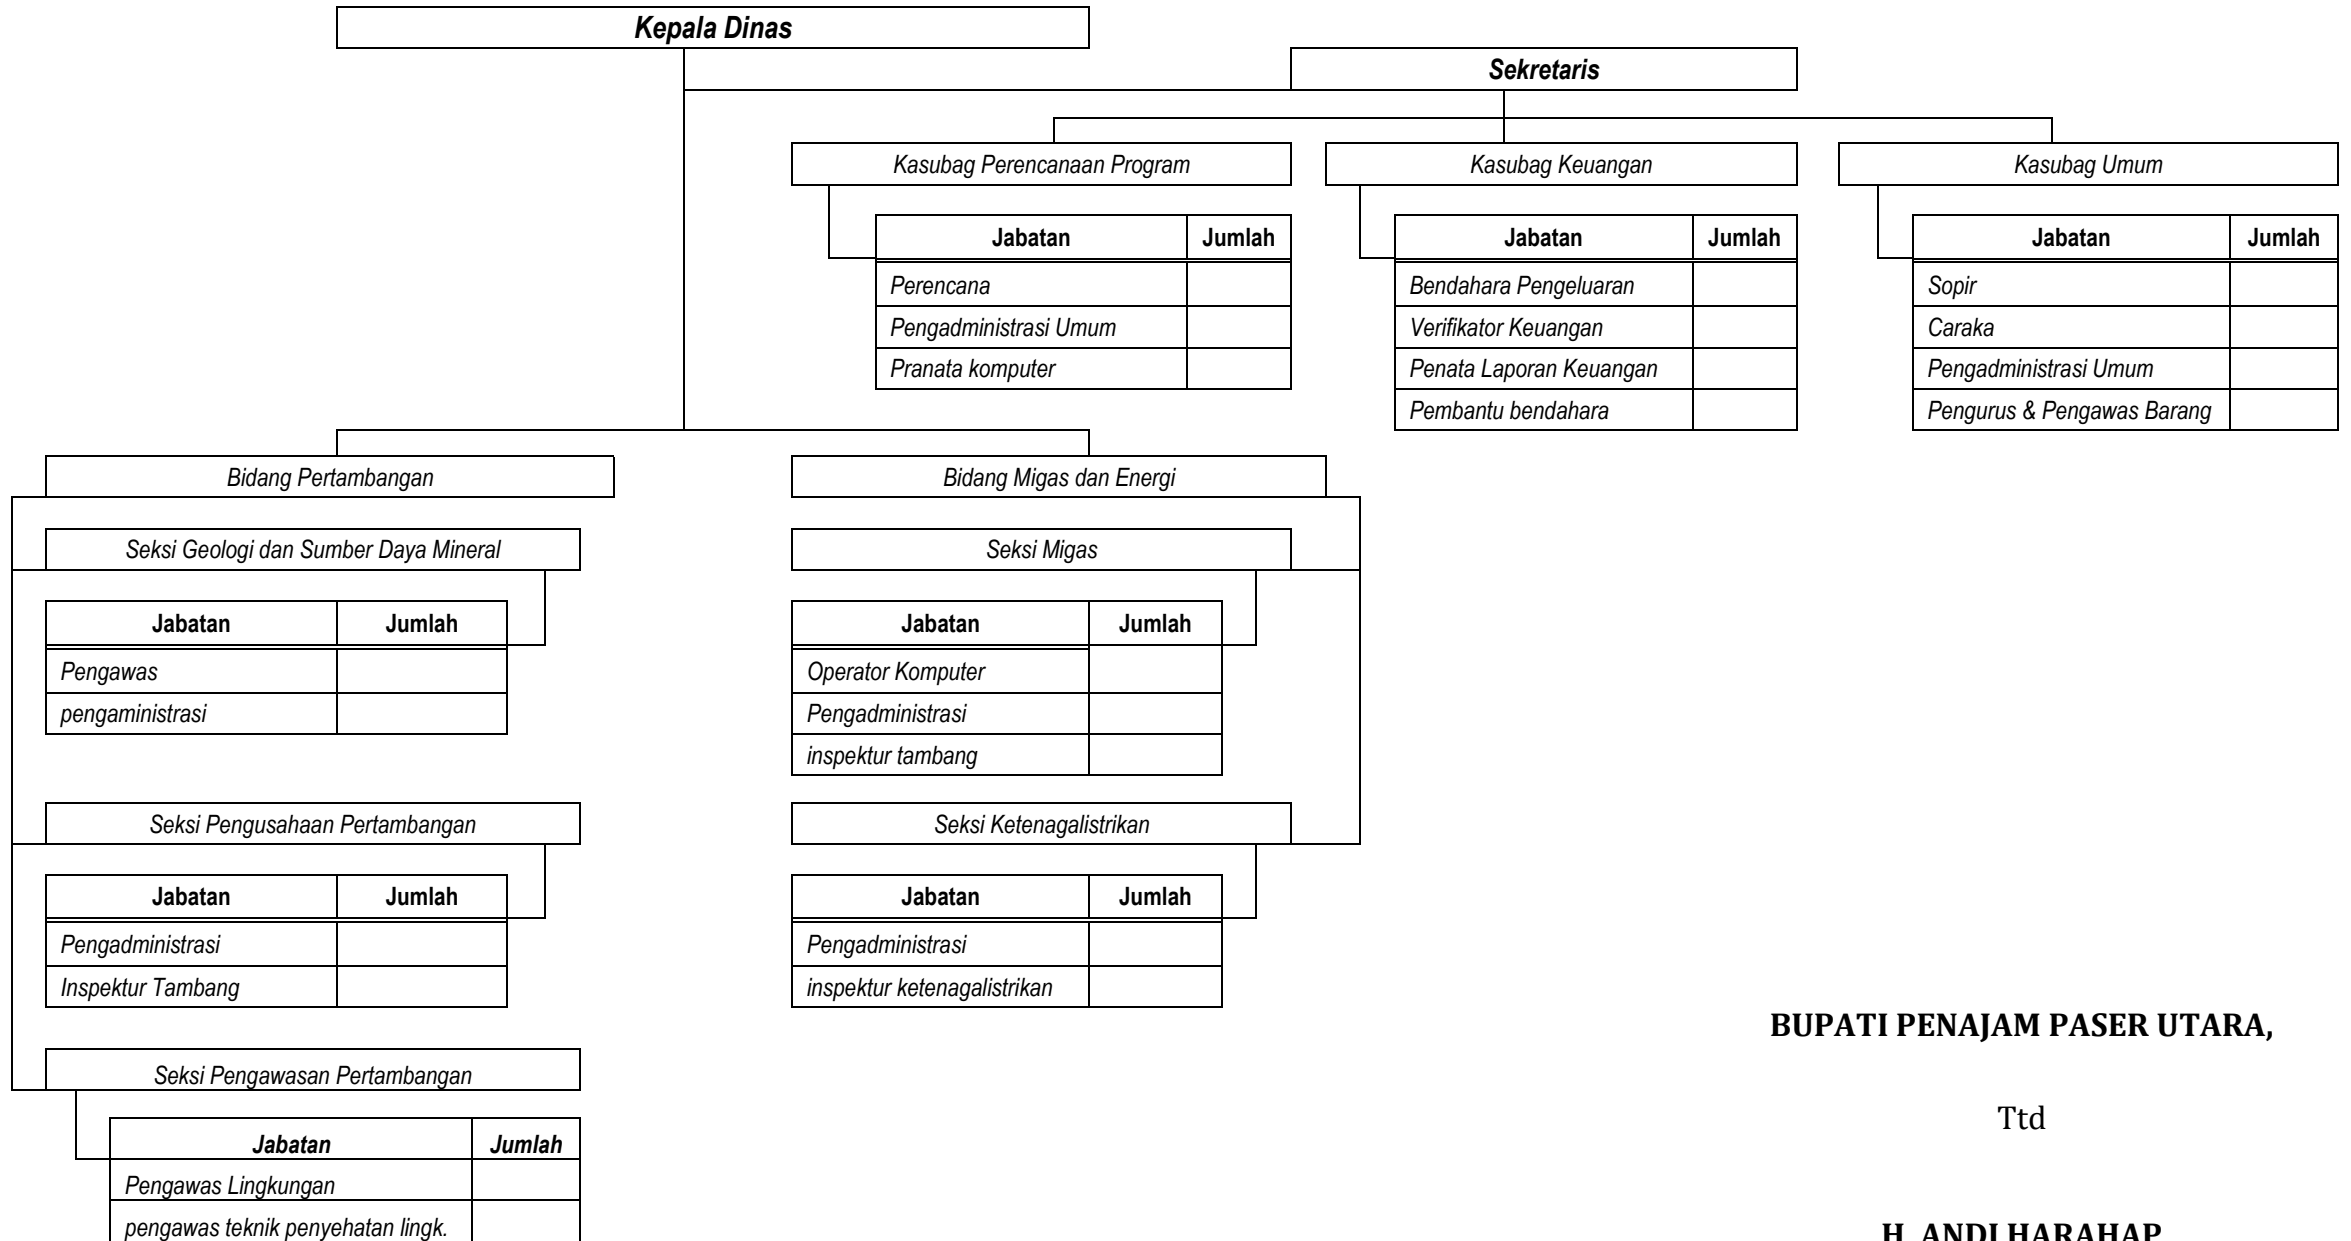 Kepala Dinas
Sekretaris
Kasubag Perencanaan Program
Kasubag Keuangan
Kasubag Umum
Jabatan Jumlah
Perencana
Pengadministrasi Umum
Pranata komputer
Jabatan Jumlah
Bendahara Pengeluaran
Verifikator Keuangan
Penata Laporan Keuangan
Pembantu bendahara
Jabatan Jumlah
Sopir
Caraka
Pengadministrasi Umum
Pengurus & Pengawas Barang
Bidang Pertambangan
Seksi Geologi dan Sumber Daya Mineral
Jabatan Jumlah
Pengawas
pengaministrasi
Seksi Pengusahaan Pertambangan
Jabatan Jumlah
Pengadministrasi
Inspektur Tambang
Seksi Pengawasan Pertambangan
Jabatan Jumlah
Pengawas Lingkungan
pengawas teknik penyehatan lingk.
Bidang Migas dan Energi
Seksi Migas
Jabatan Jumlah
Operator Komputer
Pengadministrasi
inspektur tambang
Seksi Ketenagalistrikan
Jabatan Jumlah
Pengadministrasi
inspektur ketenagalistrikan
BUPATI PENAJAM PASER UTARA,
Ttd
H. ANDI HARAHAP